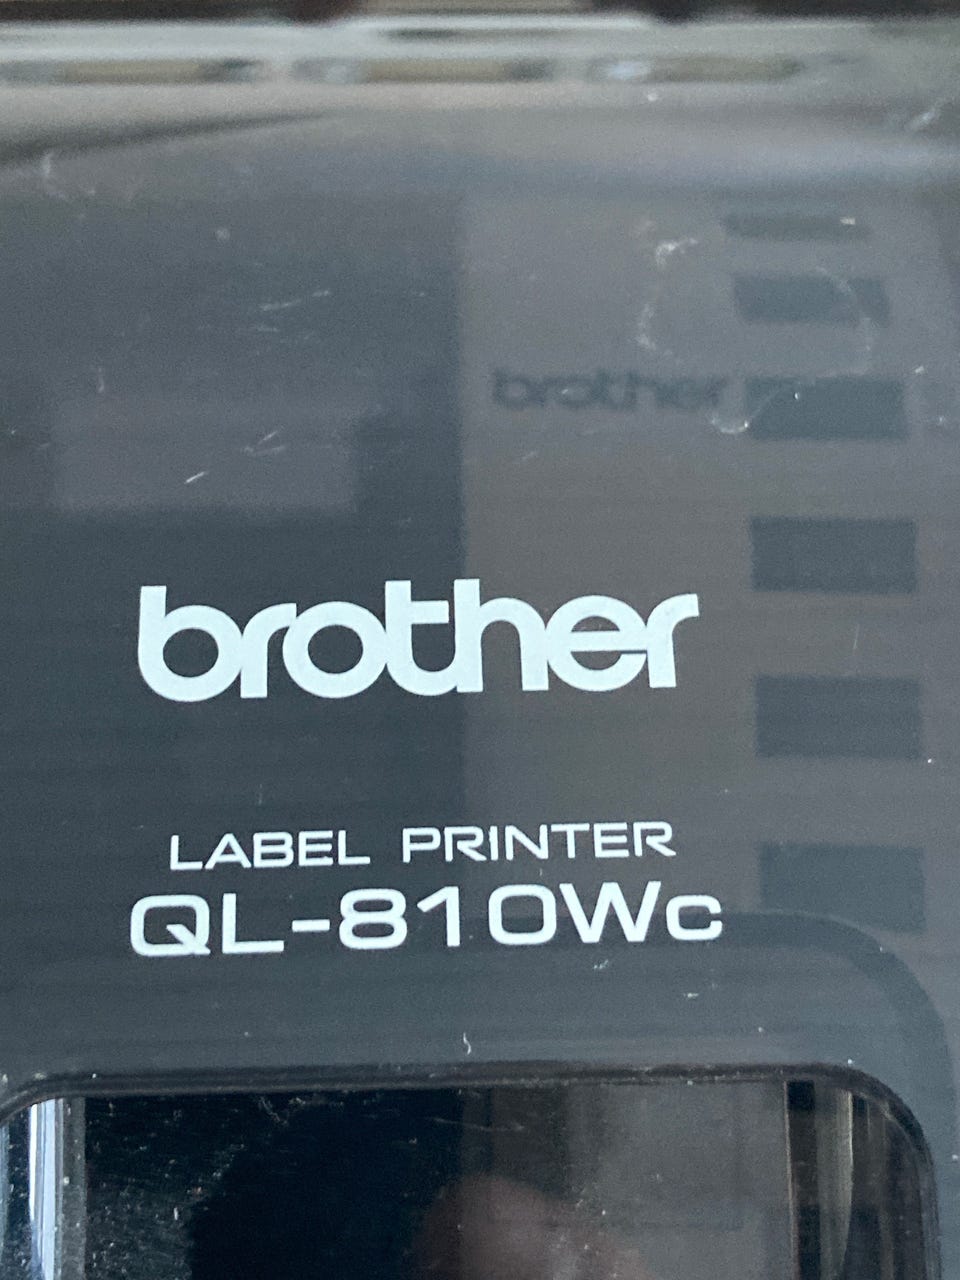 brother
brother
LABEL PRINTER
QL-810Wc